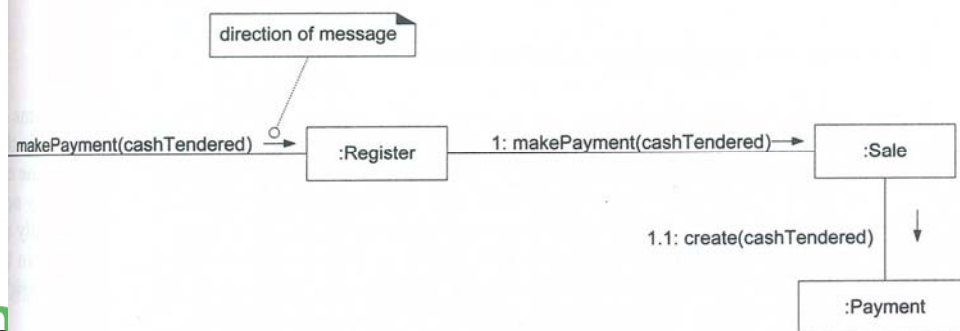 direction of message
makePayment(cashTendered)
:Register
1: makePayment(cashTendered)
:Sale
1.1: create(cashTendered)
:Payment